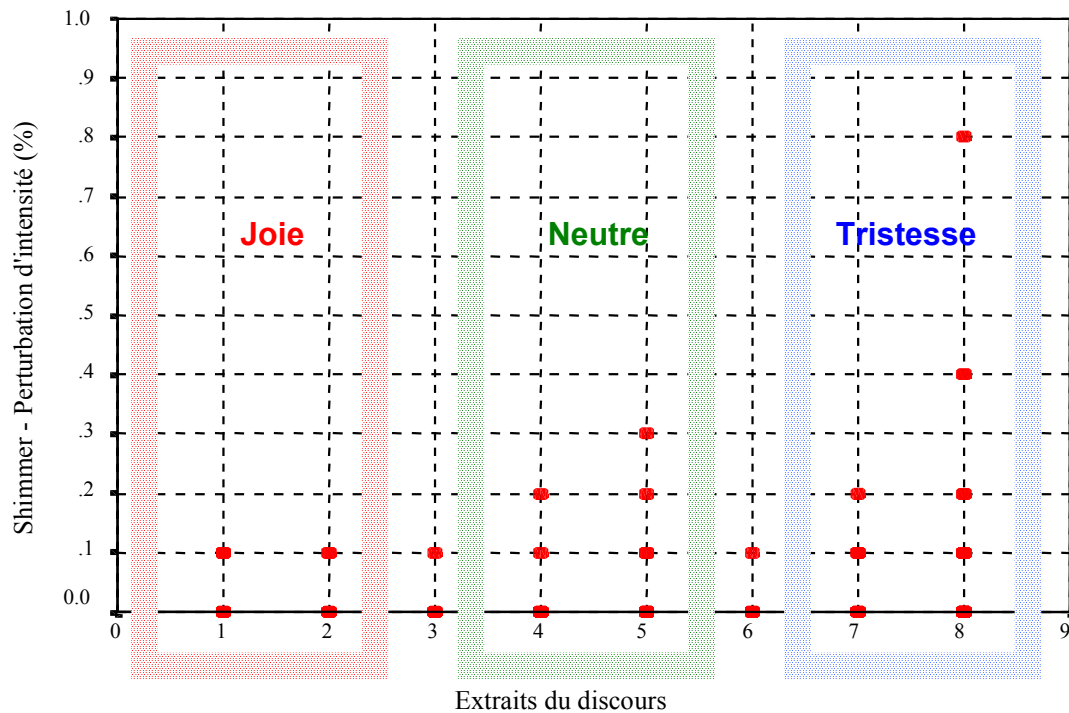 Shimmer - Perturbation d'intensité (%)
1.0
.9
.8
.7
.6
.5
.4
.3
.2
.1
0.0
Joie
Neutre
Tristesse
0 1 2 3 4 5 6 7 8 9
Extraits du discours